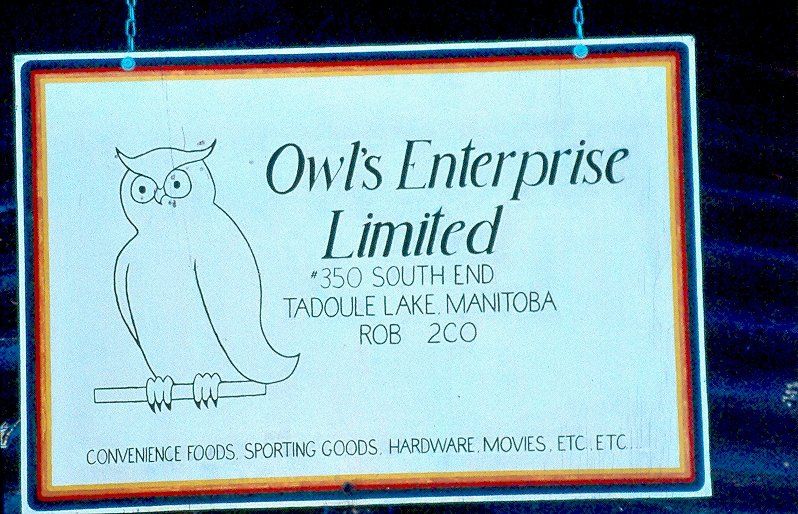 Owl's Enterprise
Limited
#350 SOUTH END
TADOULE LAKE, MANITOBA
ROB 2CO
CONVENIENCE FOODS, SPORTING GOODS, HARDWARE, MOVIES, ETC., ETC....